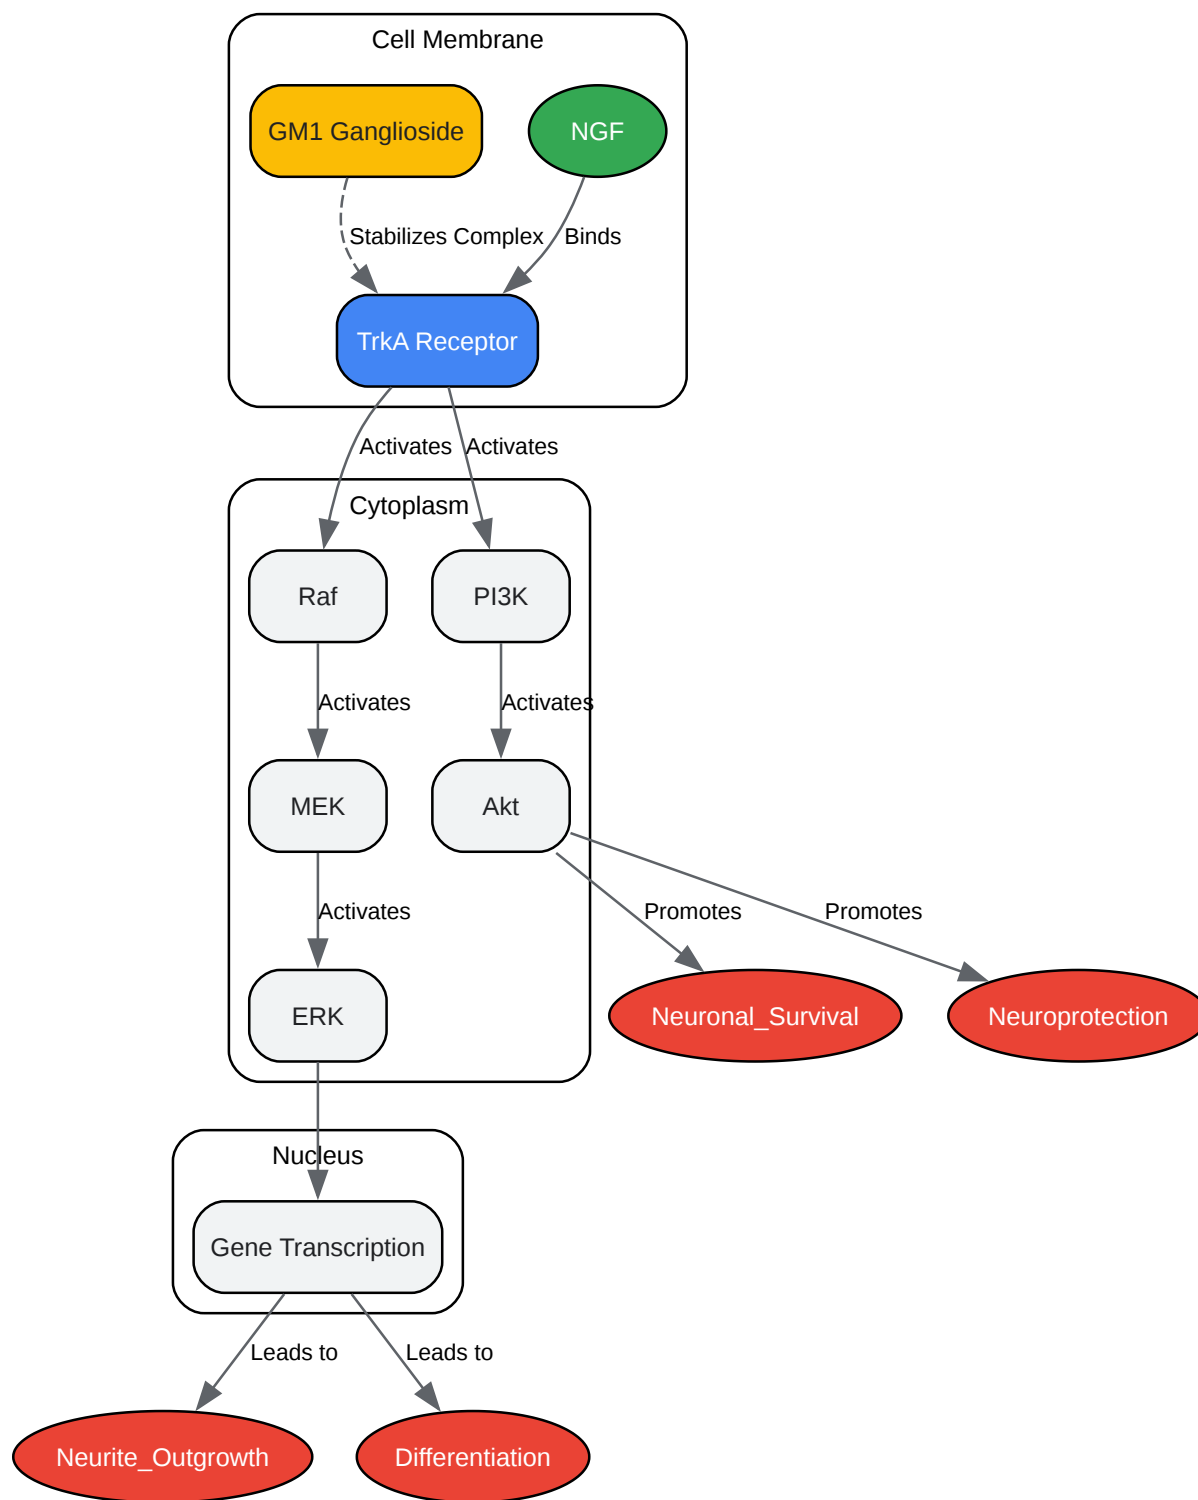 Cell Membrane
GM1 Ganglioside
NGF
Stabilizes Complex
Binds
TrkA Receptor
Activates
Activates
Cytoplasm
Raf
PI3K
Activates
Activates
MEK
Akt
Activates
Promotes
Promotes
ERK
Neuronal_Survival
Neuroprotection
Nucleus
Gene Transcription
Leads to
Leads to
Neurite_Outgrowth
Differentiation